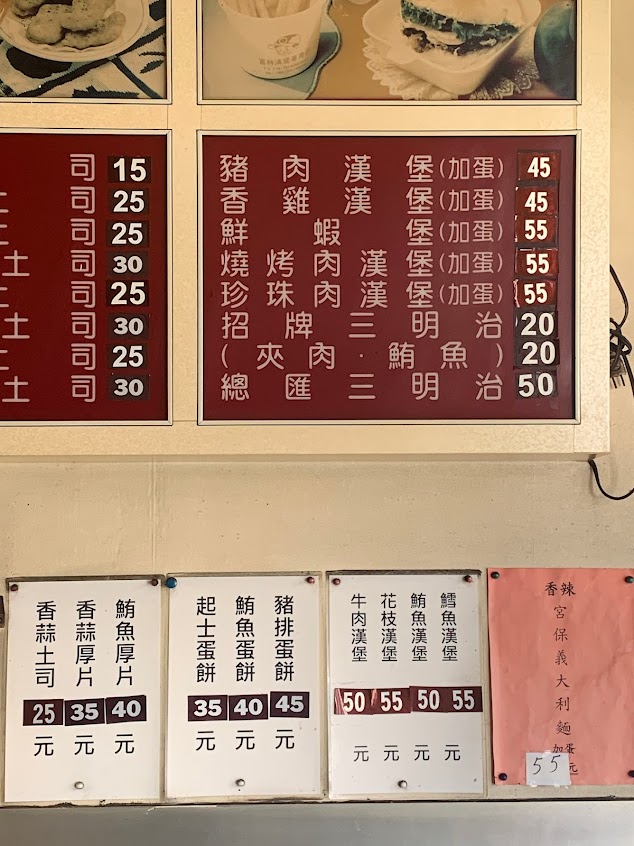 司 15
司 25
司 25
土 司 30
司 25
土 司 30
司 25
土 司 30
豬肉漢堡(加蛋) 45
香雞漢堡(加蛋) 45
鮮蝦堡(加蛋) 55
燒烤肉漢堡(加蛋) 55
珍珠肉漢堡(加蛋) 55
招牌三明治 20
(夾肉·鮪魚) 20
總匯三明治 50
鮪魚厚片 40 元
香蒜厚片 35 元
香蒜土司 25 元
豬排蛋餅 45 元
鮪魚蛋餅 40 元
起士蛋餅 35 元
鱈魚漢堡 55 元
鮪魚漢堡 50 元
花枝漢堡 55 元
牛肉漢堡 50 元
香辣
宮保義大利麵
加蛋
55元